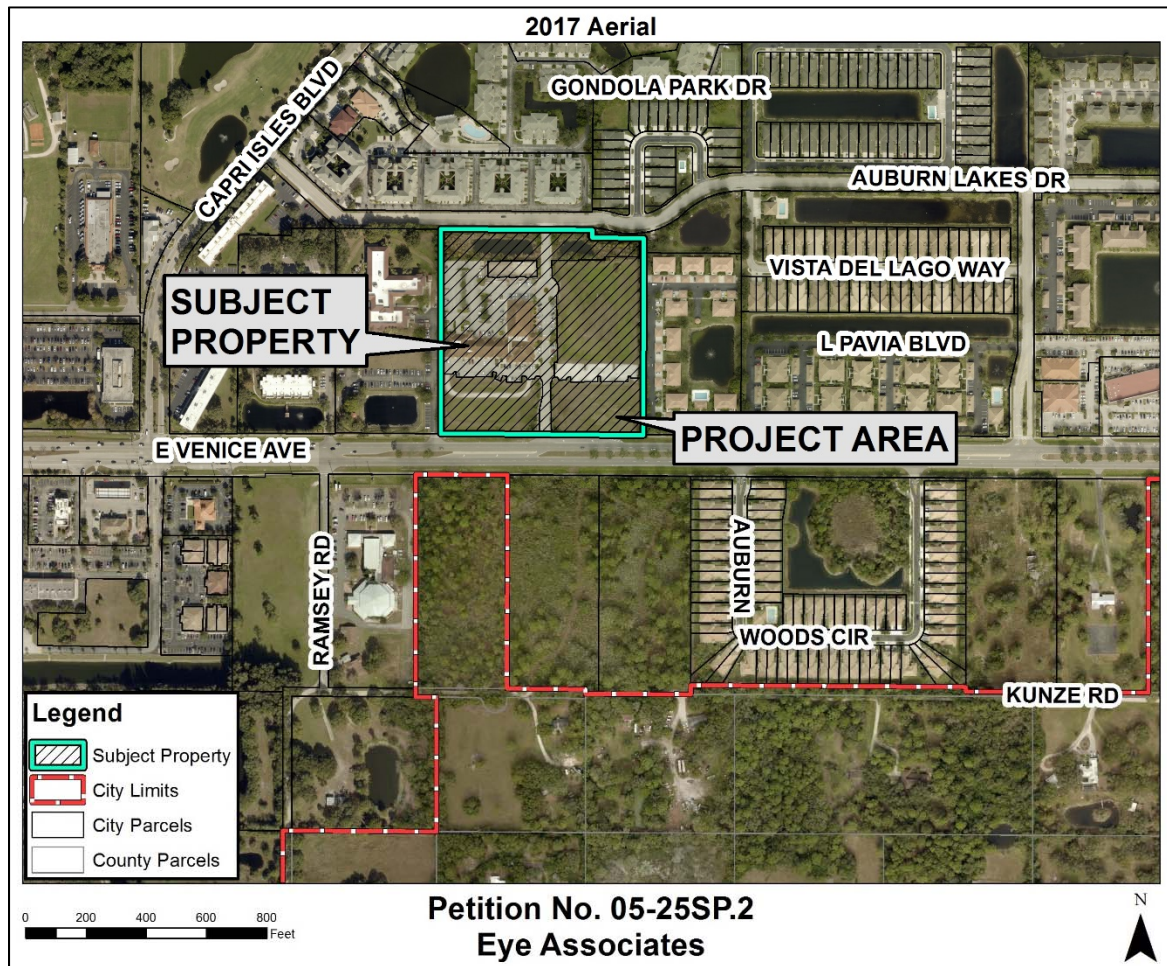 2017 Aerial
GONDOLA PARK DR
CAPRI ISLES BLVD
AUBURN LAKES DR
VISTA DEL LAGO WAY
SUBJECT
PROPERTY
L PAVIA BLVD
PROJECT AREA
E VENICE AVE
RAMSEY RD
AUBURN
WOODS CIR
KUNZE RD
Legend
Subject Property
City Limits
City Parcels
County Parcels
0 200 400 600 800
Feet
Petition No. 05-25SP.2
Eye Associates
N